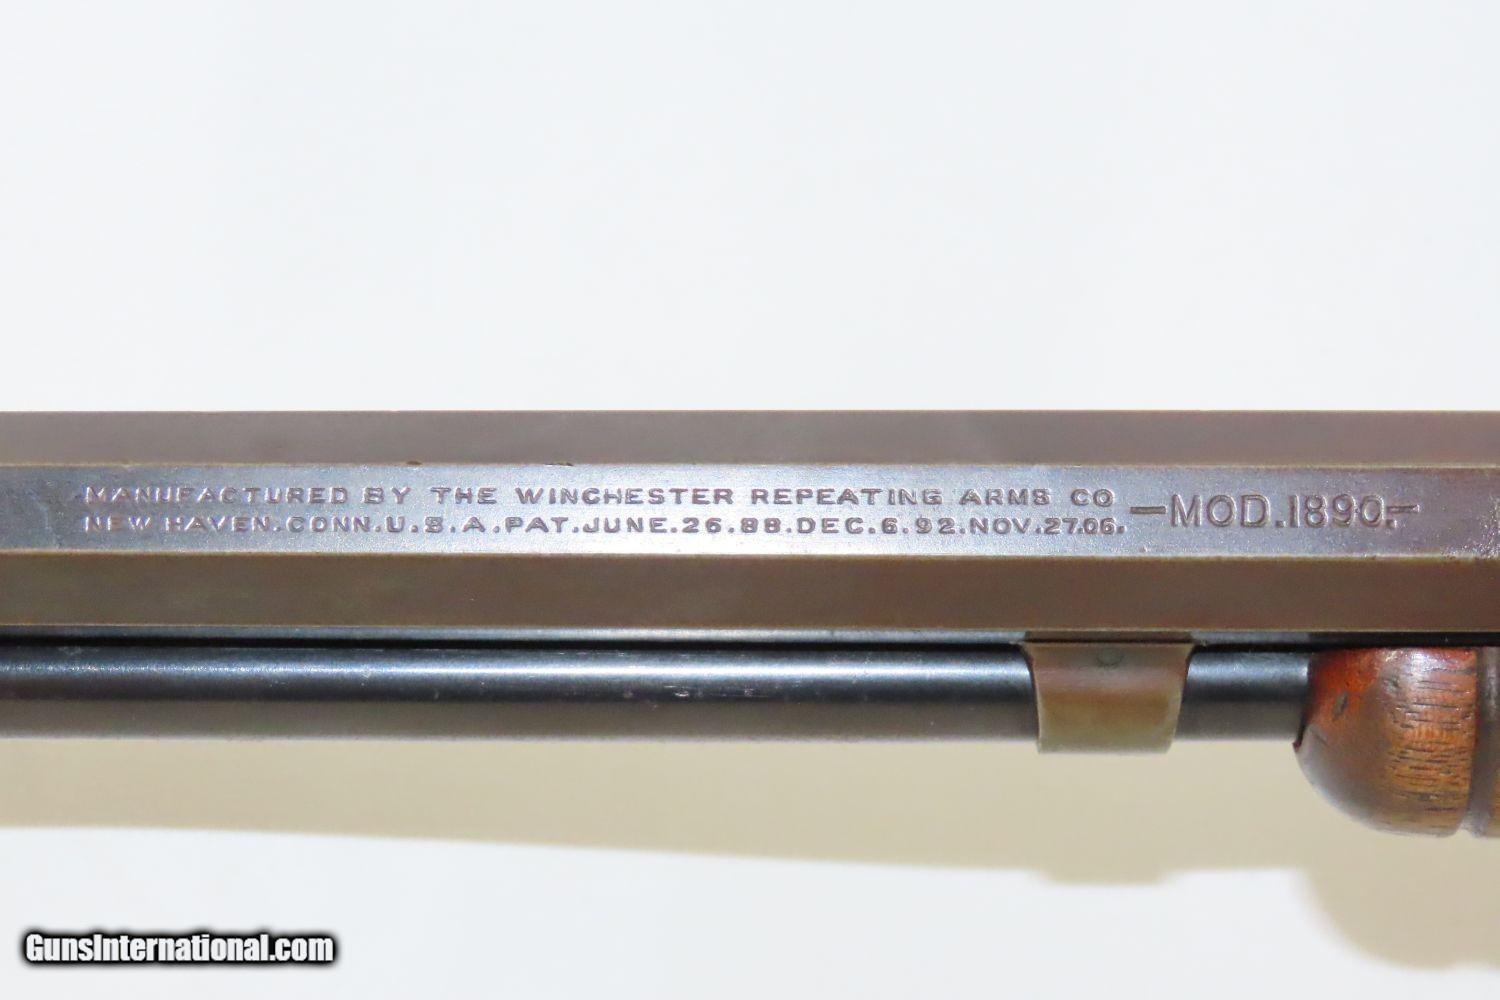 MANUFACTURED BY THE WINCHESTER REPEATING ARMS CO
NEW HAVEN.CONN.U.S.A.PAT.JUNE.26.88.DEC.6.92.NOV.27.06.
—MOD.1890.—
GunsInternational.com